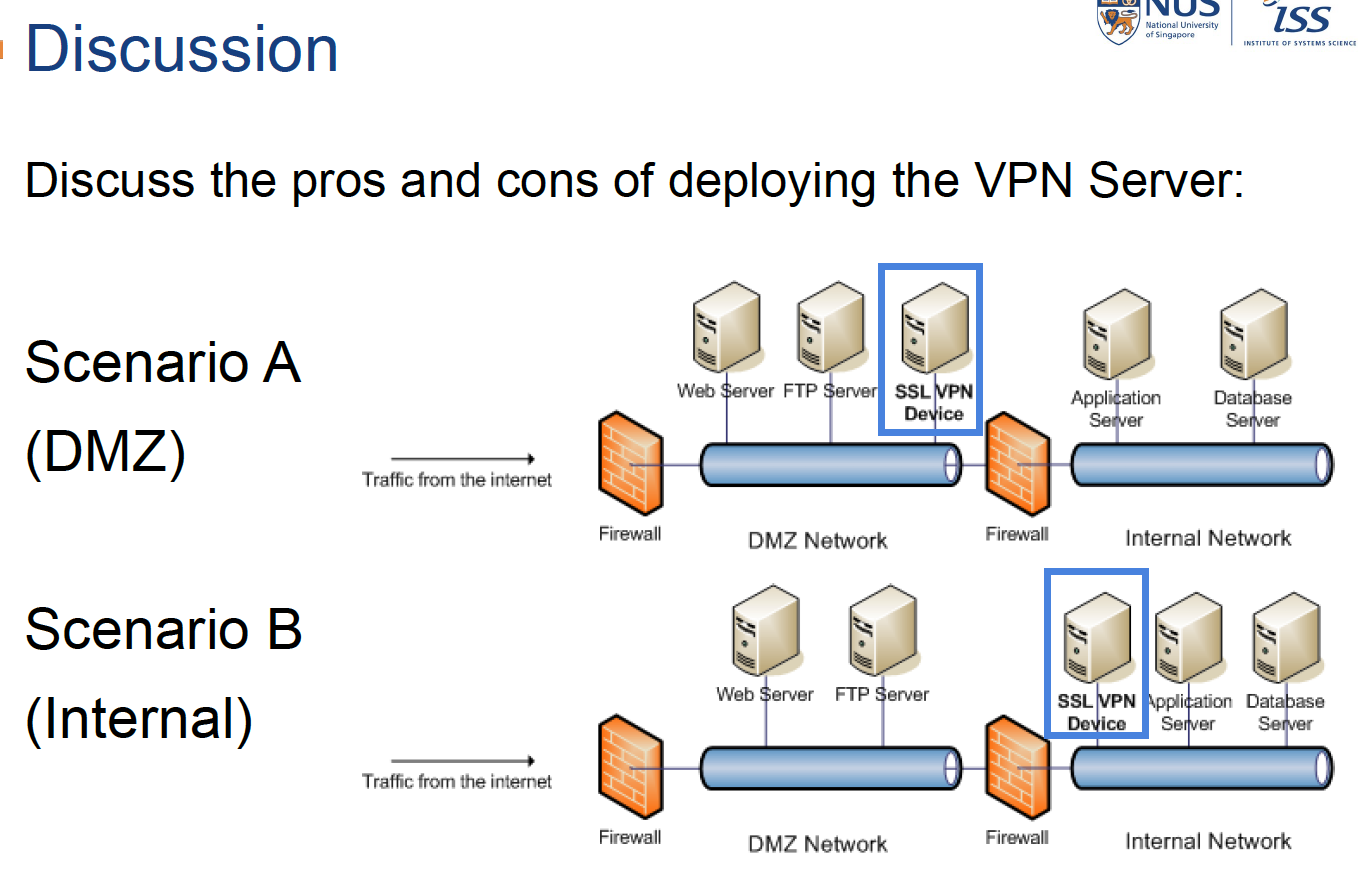 NUS
National University
of Singapore
iss
INSTITUTE OF SYSTEMS SCIENCE
Discussion
Discuss the pros and cons of deploying the VPN Server:
Scenario A
(DMZ)
Web Server FTP Server SSL VPN
Device
Application
Server
Database
Server
Traffic from the internet
Firewall
DMZ Network
Firewall
Internal Network
Scenario B
(Internal)
Web Server FTP Server
SSL VPN
Device
Application
Server
Database
Server
Traffic from the internet
Firewall
DMZ Network
Firewall
Internal Network